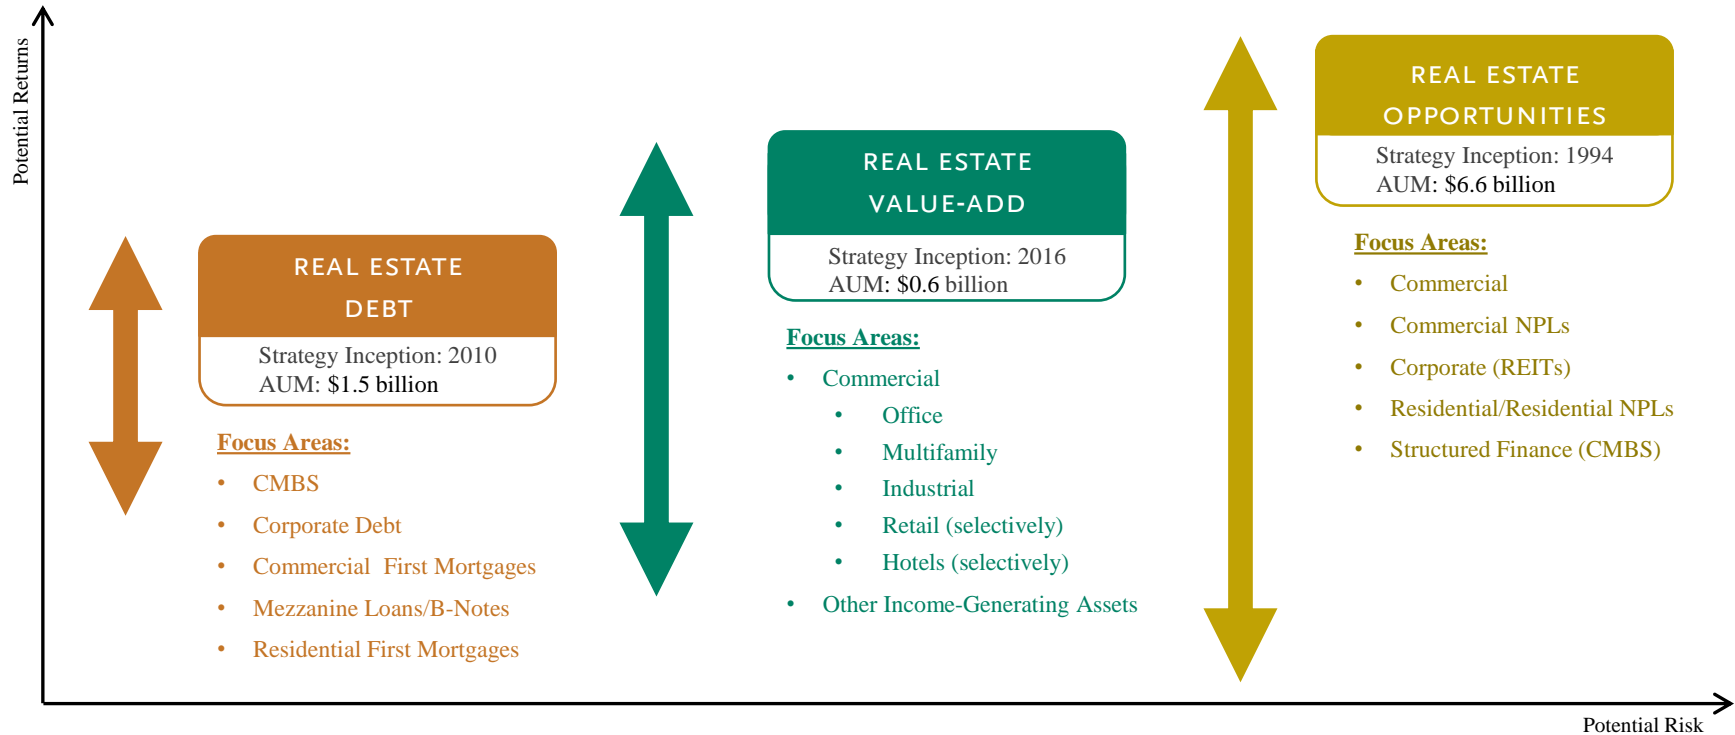 Potential Returns
REAL ESTATE
DEBT
Strategy Inception: 2010
AUM: $1.5 billion
Focus Areas:
• CMBS
• Corporate Debt
• Commercial First Mortgages
• Mezzanine Loans/B-Notes
• Residential First Mortgages
REAL ESTATE
VALUE-ADD
Strategy Inception: 2016
AUM: $0.6 billion
Focus Areas:
• Commercial
• Office
• Multifamily
• Industrial
• Retail (selectively)
• Hotels (selectively)
• Other Income-Generating Assets
REAL ESTATE
OPPORTUNITIES
Strategy Inception: 1994
AUM: $6.6 billion
Focus Areas:
• Commercial
• Commercial NPLs
• Corporate (REITs)
• Residential/Residential NPLs
• Structured Finance (CMBS)
Potential Risk